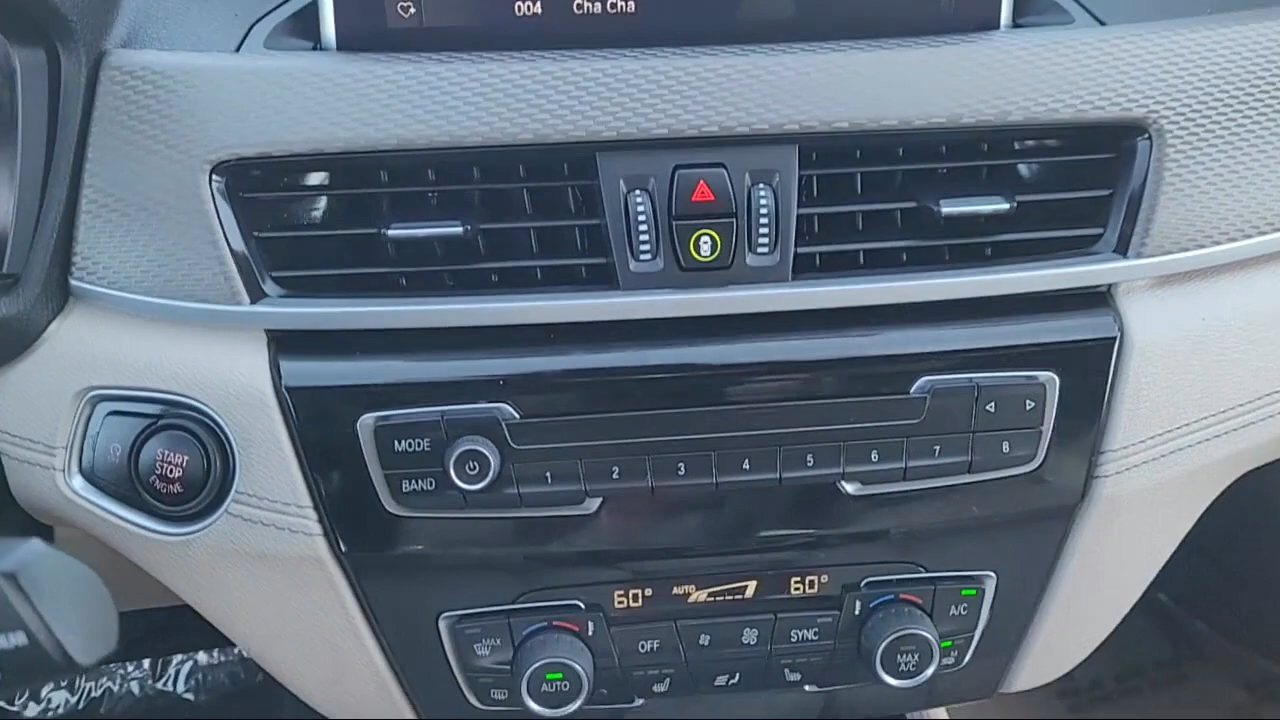 004 Cha Cha
START
STOP
ENGINE
MODE
BAND
1 2 3 4 5 6 7 8
60° AUTO 60°
MAX
OFF
SYNC
A/C
AUTO
MAX
A/C
M